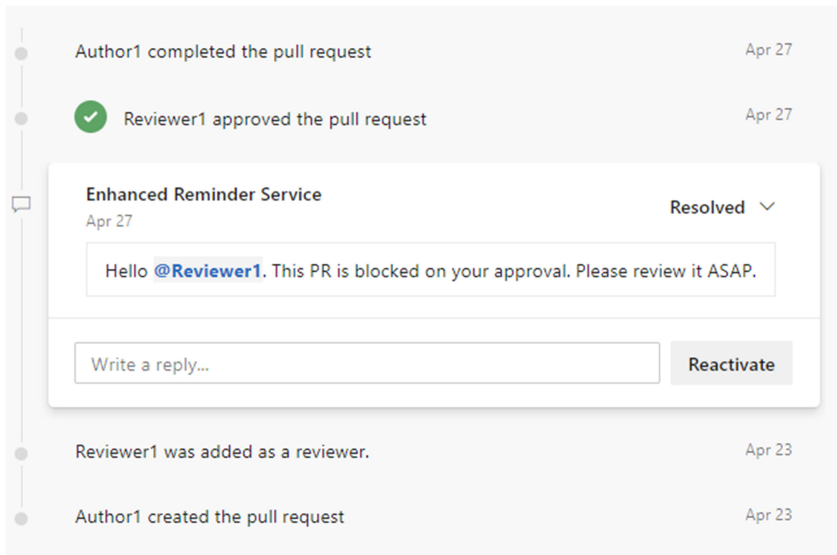 Author1 completed the pull request Apr 27
Reviewer1 approved the pull request Apr 27
Enhanced Reminder Service
Apr 27
Resolved
Hello @Reviewer1. This PR is blocked on your approval. Please review it ASAP.
Write a reply... Reactivate
Reviewer1 was added as a reviewer. Apr 23
Author1 created the pull request Apr 23